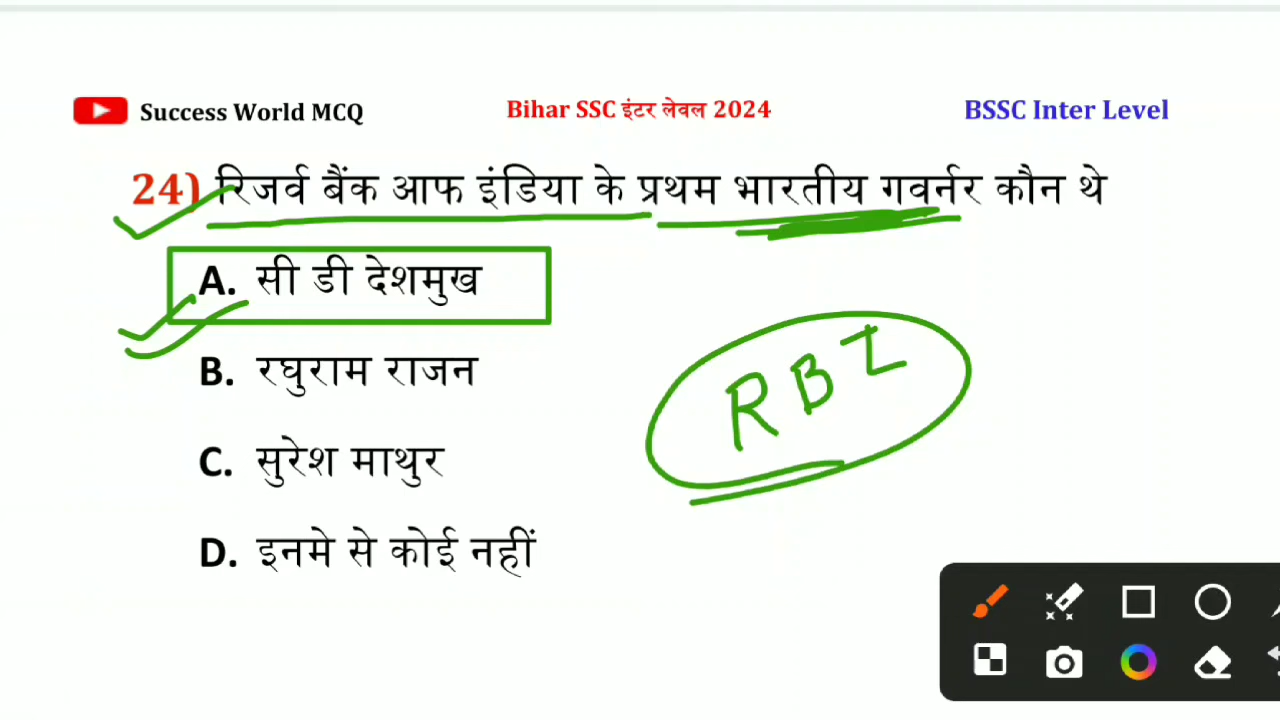 Success World MCQ
Bihar SSC इंटर लेवल 2024
BSSC Inter Level
24) रिजर्व बैंक आफ इंडिया के प्रथम भारतीय गवर्नर कौन थे
A. सी डी देशमुख
B. रघुराम राजन
RBI
C. सुरेश माथुर
D. इनमे से कोई नहीं